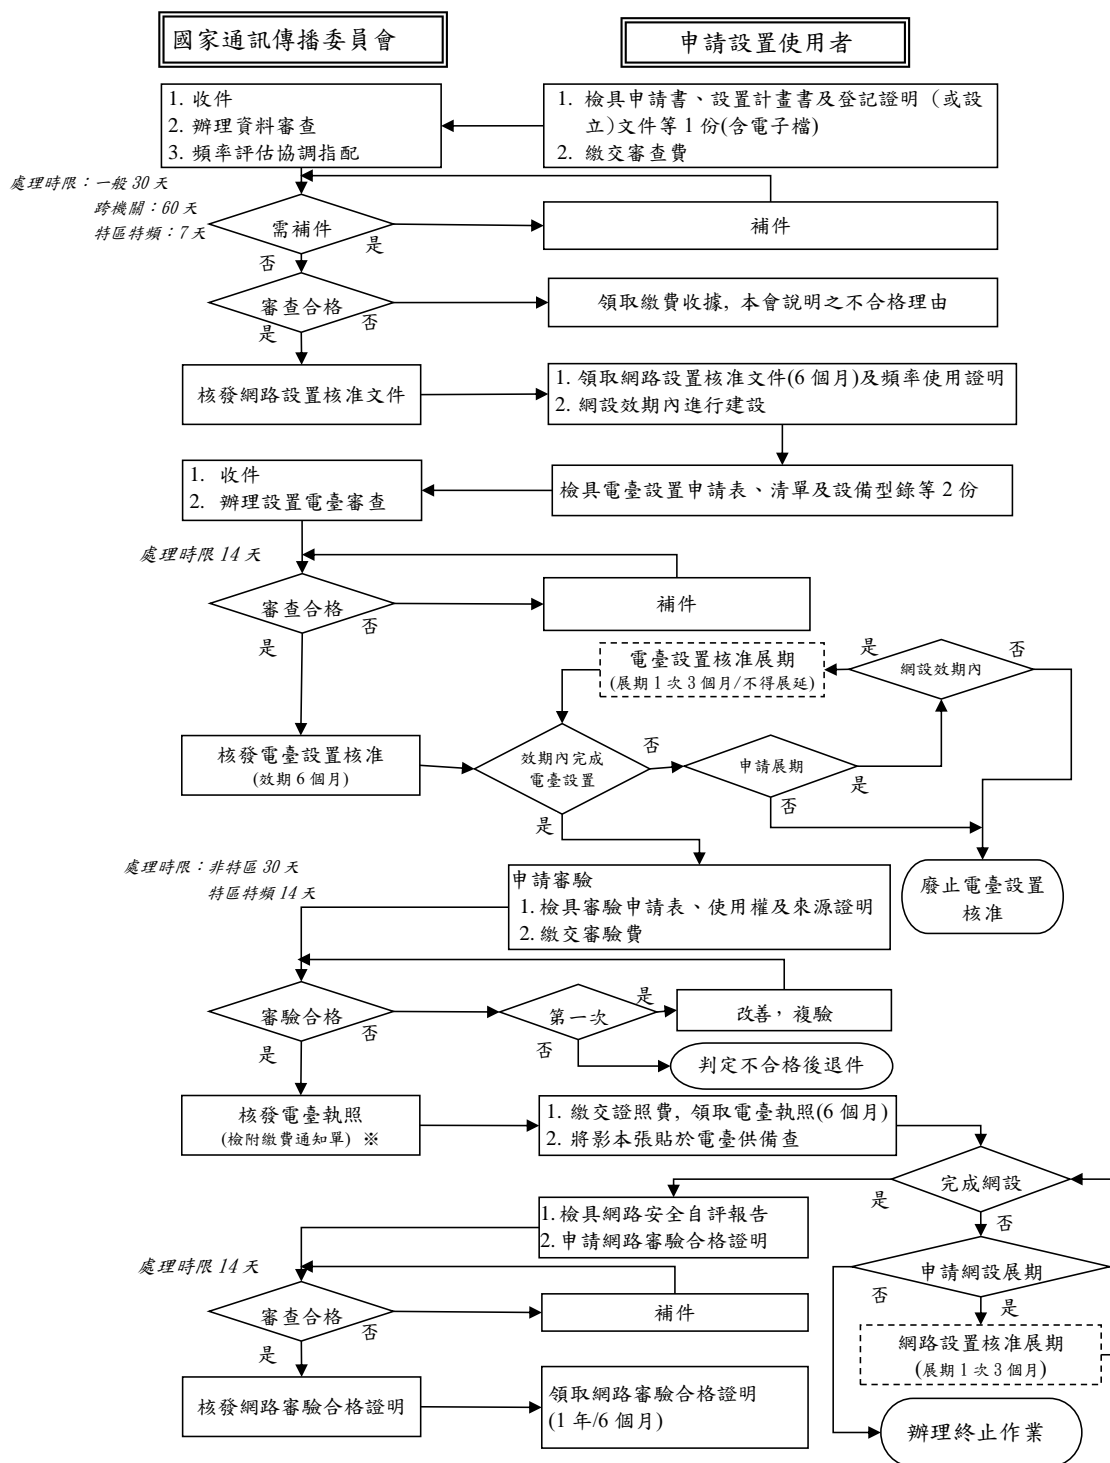 國家通訊傳播委員會
申請設置使用者
1. 收件
2. 辦理資料審查
3. 頻率評估協調指配
1. 檢具申請書、設置計畫書及登記證明（或設
立)文件等 1 份(含電子檔)
2. 繳交審查費
處理時限：一般 30 天
跨機關：60 天
特區特頻：7 天
需補件
是
否
補件
審查合格
否
是
領取繳費收據, 本會說明之不合格理由
核發網路設置核准文件
1. 領取網路設置核准文件(6 個月)及頻率使用證明
2. 網設效期內進行建設
1. 收件
2. 辦理設置電臺審查
檢具電臺設置申請表、清單及設備型錄等 2 份
處理時限 14 天
審查合格
否
是
補件
電臺設置核准展期
(展期 1 次 3 個月/不得展延)
是
網設效期內
否
核發電臺設置核准
(效期 6 個月)
效期內完成
電臺設置
否
是
申請展期
是
否
廢止電臺設置
核准
處理時限：非特區 30 天
特區特頻 14 天
申請審驗
1. 檢具審驗申請表、使用權及來源證明
2. 繳交審驗費
審驗合格
否
是
第一次
是
否
改善，複驗
判定不合格後退件
核發電臺執照
(檢附繳費通知單) ※
1. 繳交證照費, 領取電臺執照(6 個月)
2. 將影本張貼於電臺供備查
完成網設
是
否
1. 檢具網路安全自評報告
2. 申請網路審驗合格證明
申請網設展期
否
是
處理時限 14 天
審查合格
否
是
補件
網路設置核准展期
(展期 1 次 3 個月)
核發網路審驗合格證明
領取網路審驗合格證明
(1 年/6 個月)
辦理終止作業